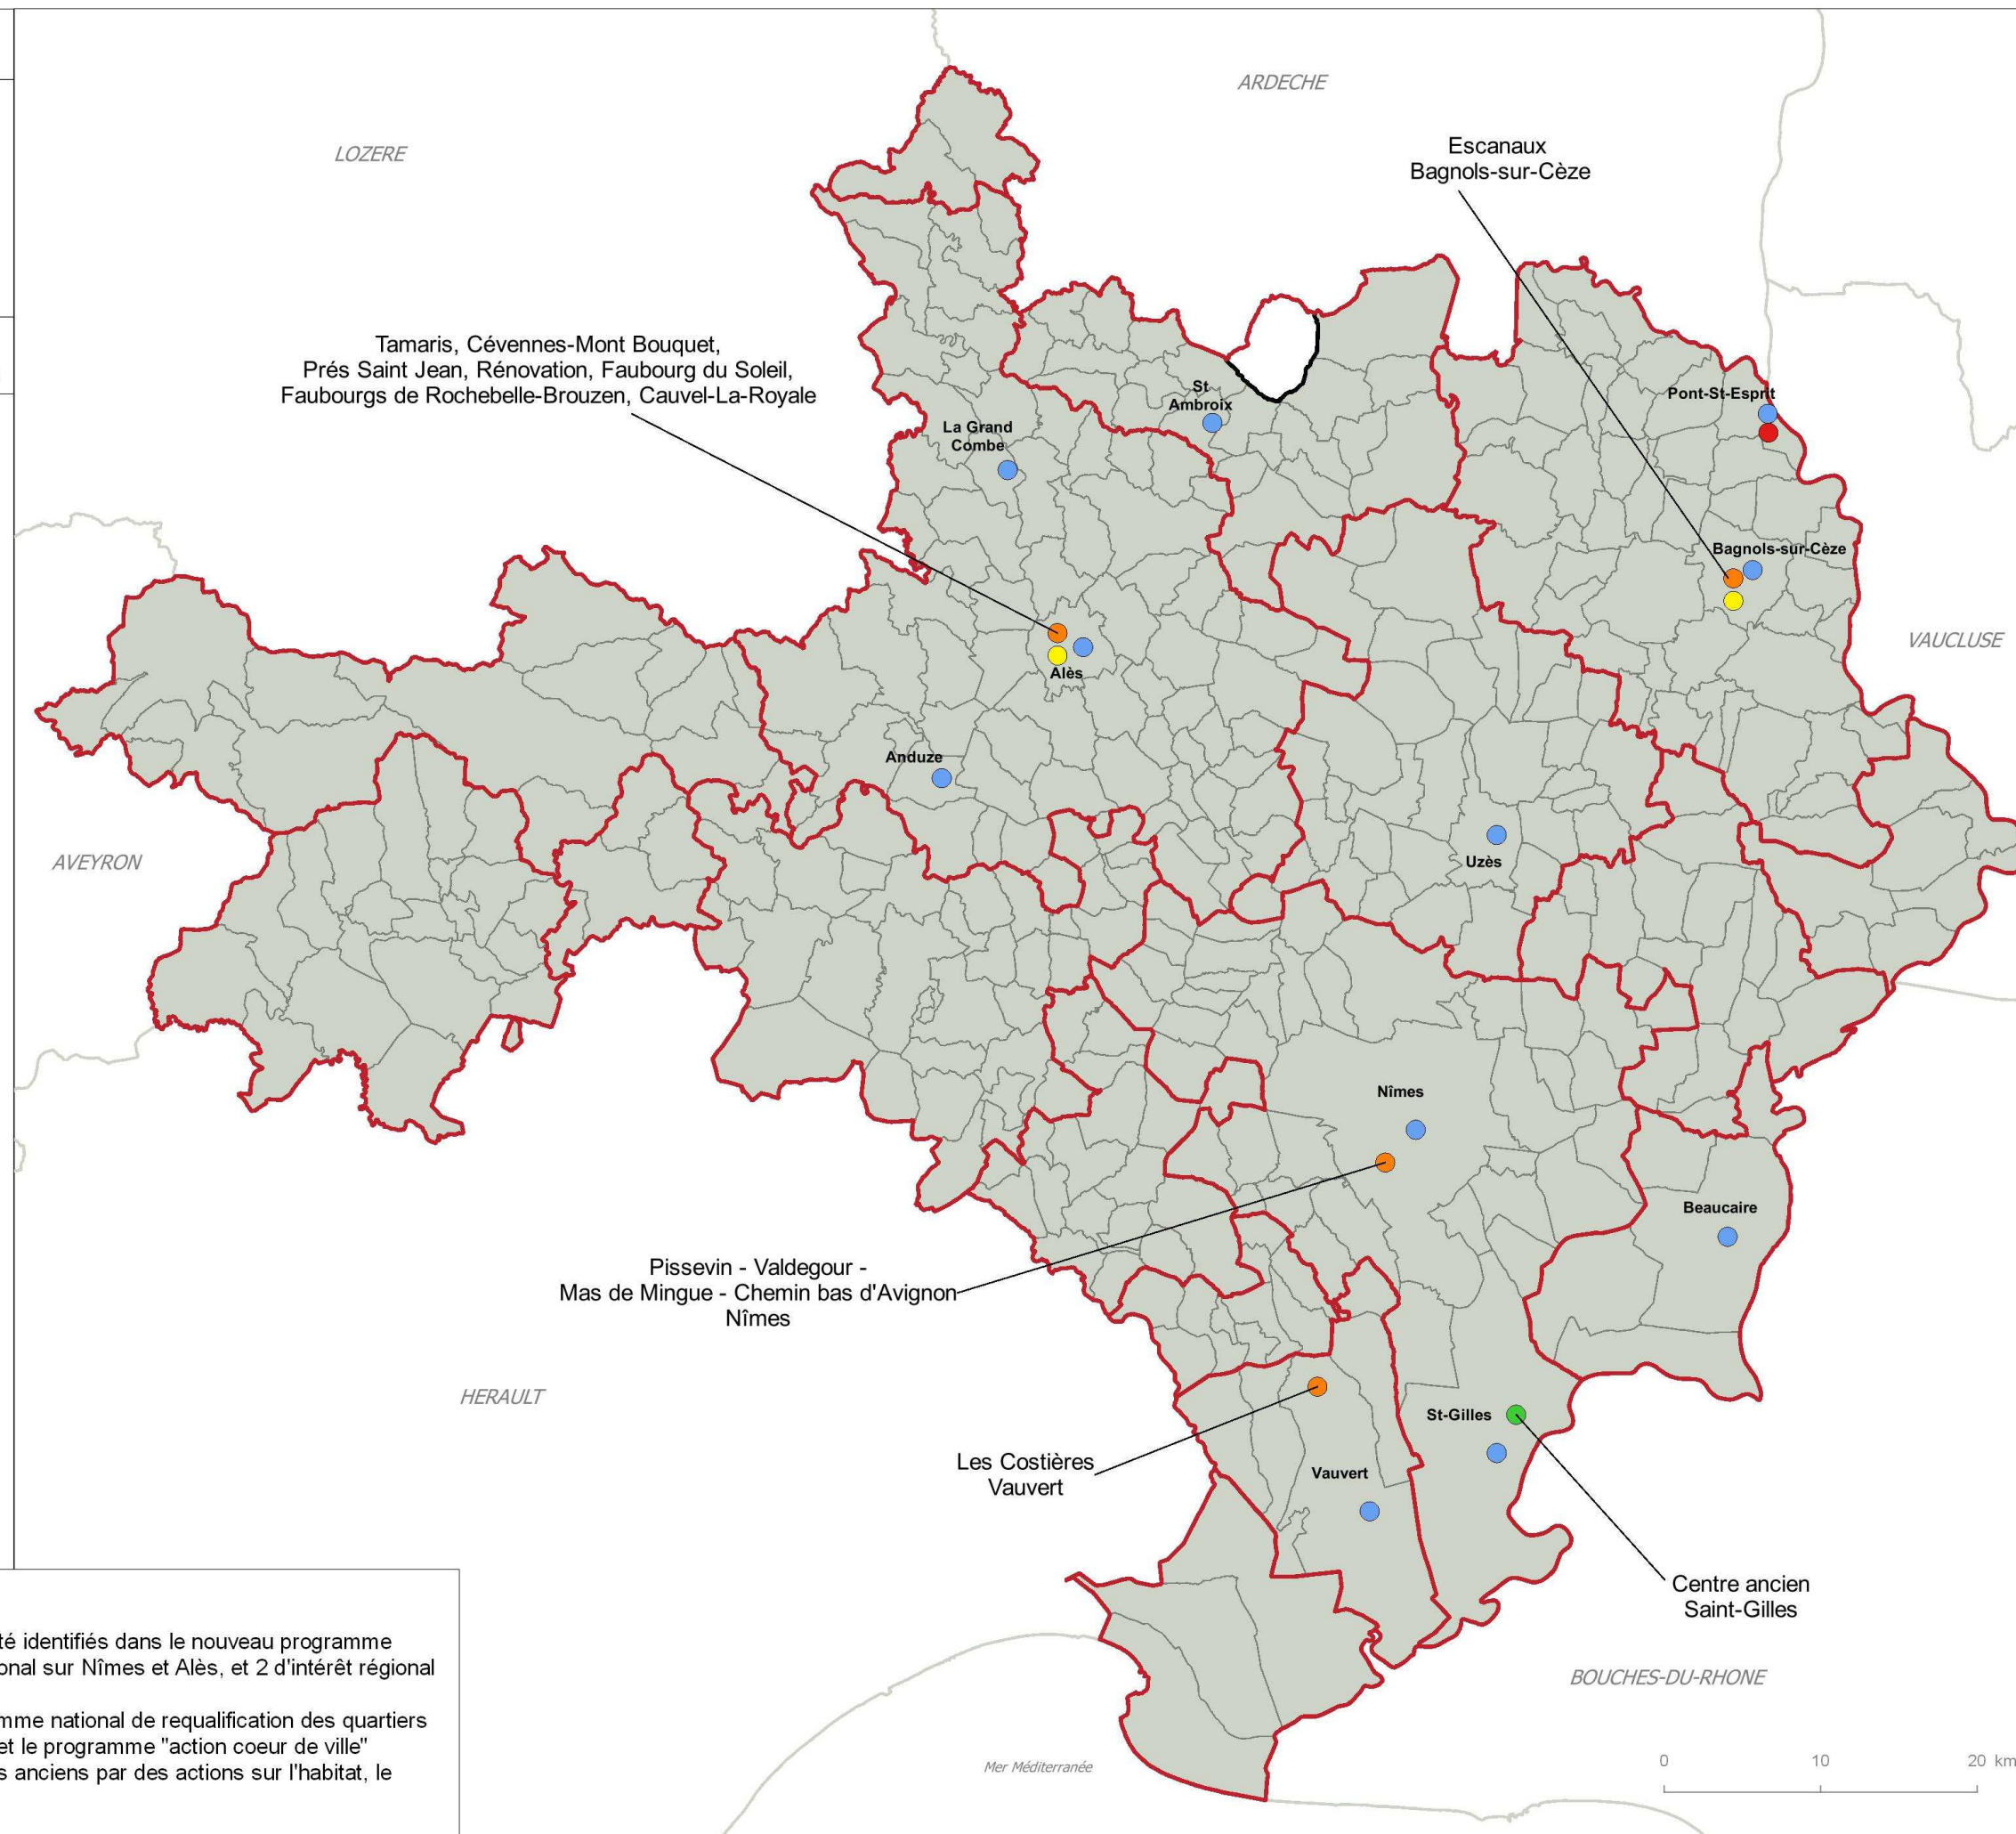 ARDECHE
LOZERE
Escanaux
Bagnols-sur-Cèze
Tamaris, Cévennes-Mont Bouquet,
Prés Saint Jean, Rénovation, Faubourg du Soleil,
Faubourgs de Rochebelle-Brouzen, Cauvel-La-Royale
St
Ambroix
Pont-St-Esprit
La Grand
Combe
Bagnols-sur-Cèze
VAUCLUSE
Alès
Anduze
AVEYRON
Uzès
Nîmes
Beaucaire
Pissevin - Valdegour -
Mas de Mingue - Chemin bas d'Avignon
Nîmes
HERAULT
St-Gilles
Les Costières
Vauvert
Vauvert
Centre ancien
Saint-Gilles
té identifiés dans le nouveau programme
onal sur Nîmes et Alès, et 2 d'intérêt régional
BOUCHES-DU-RHONE
mme national de requalification des quartiers
et le programme "action coeur de ville"
s anciens par des actions sur l'habitat, le
Mer Méditerranée
0 10 20 km